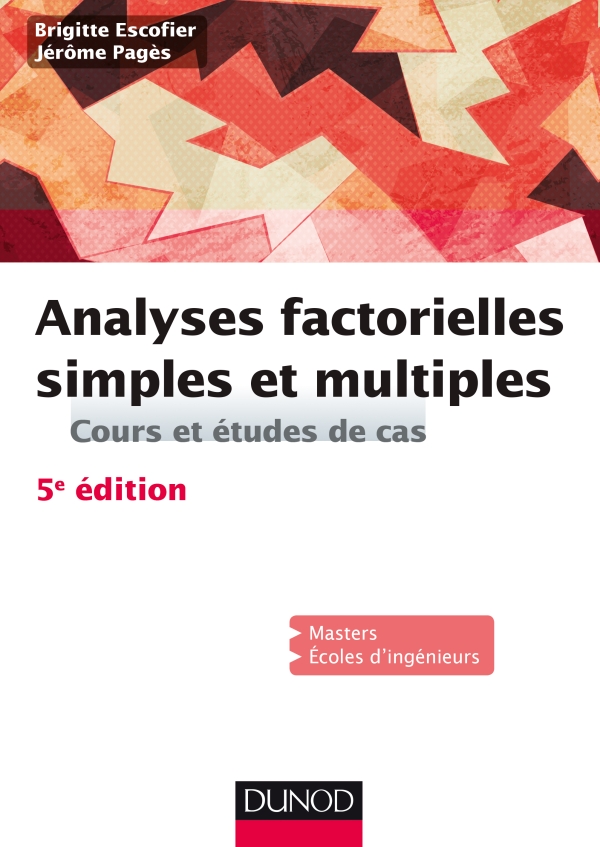 Brigitte Escofier
Jérôme Pagès
Analyses factorielles
simples et multiples
Cours et études de cas
5e édition
Masters
Écoles d'ingénieurs
DUNOD